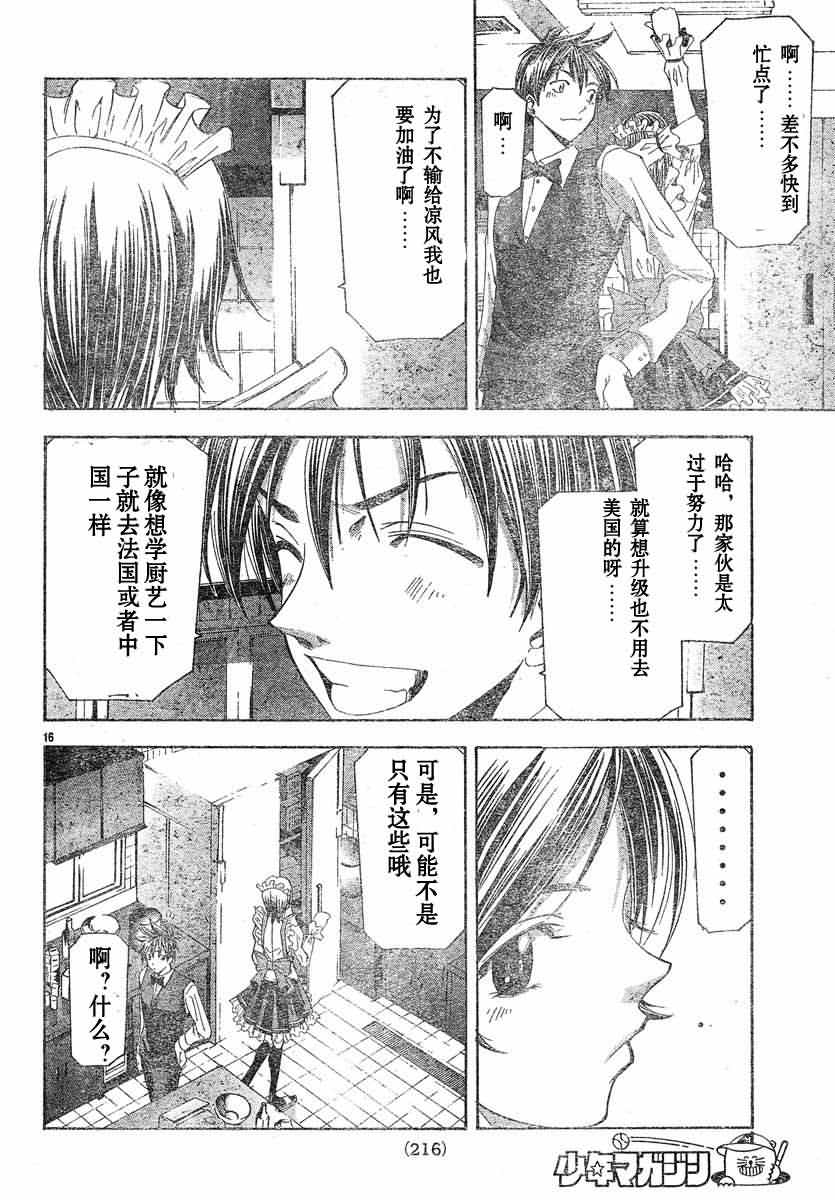 啊……差不多快到
忙点了……
啊…
为了不输给凉风我也
要加油了啊……
哈哈，那家伙是太
过于努力了……
就算想升级也不用去
美国的呀……
就像想学厨艺一下
子就去法国或者中
国一样
16
………
可是，可能不是
只有这些哦
啊？什么？
(216)
少年マガジン